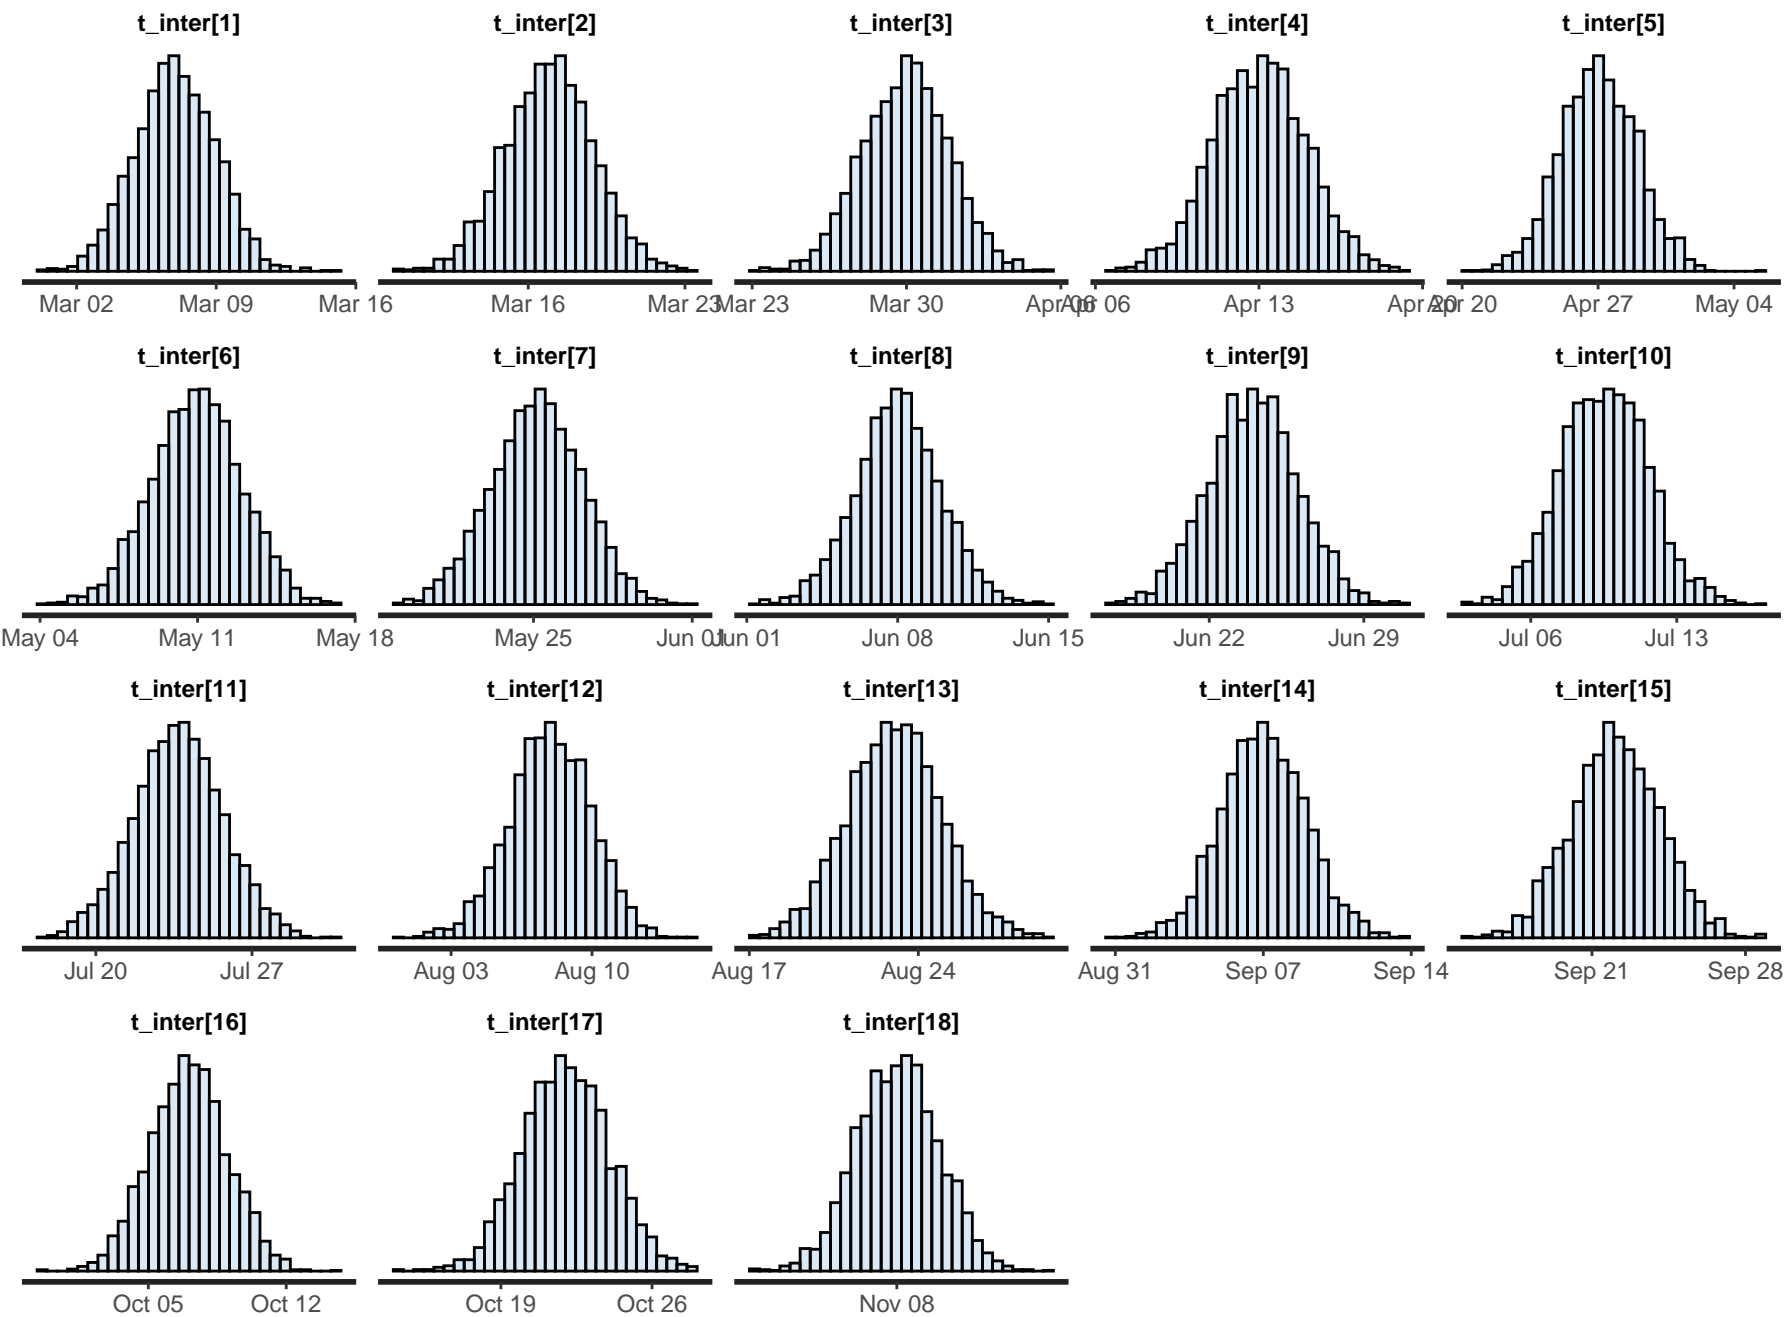 t_inter[1] t_inter[2] t_inter[3] t_inter[4] t_inter[5]
Mar 02 Mar 09 Mar 16 Mar 16 Mar 23 Mar 23 Mar 30 Apr 06 Apr 06 Apr 13 Apr 20 Apr 20 Apr 27 May 04
t_inter[6] t_inter[7] t_inter[8] t_inter[9] t_inter[10]
May 04 May 11 May 18 May 25 Jun 01 Jun 01 Jun 08 Jun 15 Jun 22 Jun 29 Jul 06 Jul 13
t_inter[11] t_inter[12] t_inter[13] t_inter[14] t_inter[15]
Jul 20 Jul 27 Aug 03 Aug 10 Aug 17 Aug 24 Aug 31 Sep 07 Sep 14 Sep 21 Sep 28
t_inter[16] t_inter[17] t_inter[18]
Oct 05 Oct 12 Oct 19 Oct 26 Nov 08